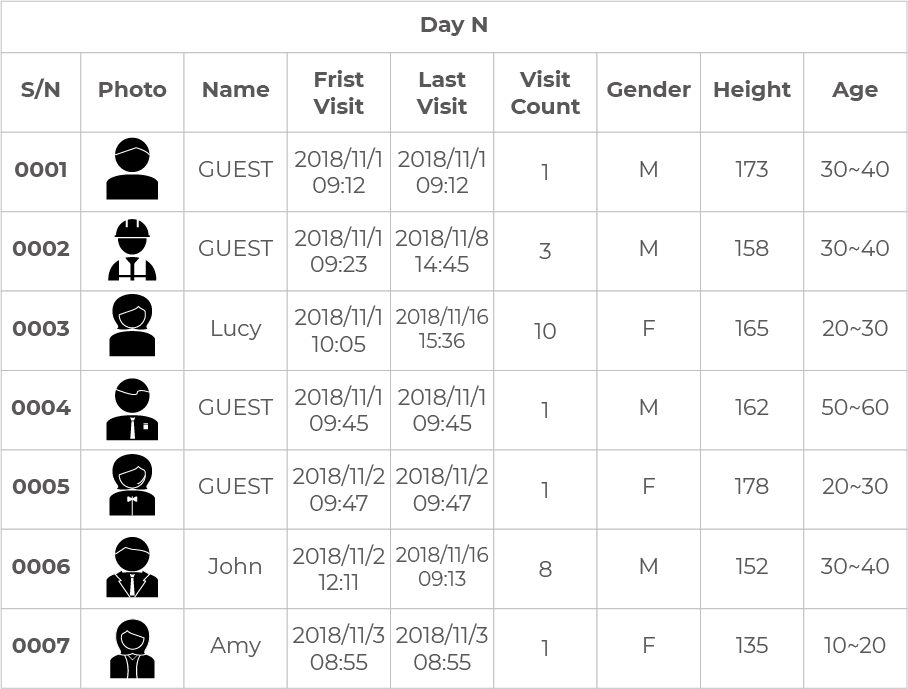 Day N
S/N Photo Name Frist Visit Last Visit Visit Count Gender Height Age
0001 GUEST 2018/11/1 09:12 2018/11/1 09:12 1 M 173 30~40
0002 GUEST 2018/11/1 09:23 2018/11/8 14:45 3 M 158 30~40
0003 Lucy 2018/11/1 10:05 2018/11/16 15:36 10 F 165 20~30
0004 GUEST 2018/11/1 09:45 2018/11/1 09:45 1 M 162 50~60
0005 GUEST 2018/11/2 09:47 2018/11/2 09:47 1 F 178 20~30
0006 John 2018/11/2 12:11 2018/11/16 09:13 8 M 152 30~40
0007 Amy 2018/11/3 08:55 2018/11/3 08:55 1 F 135 10~20